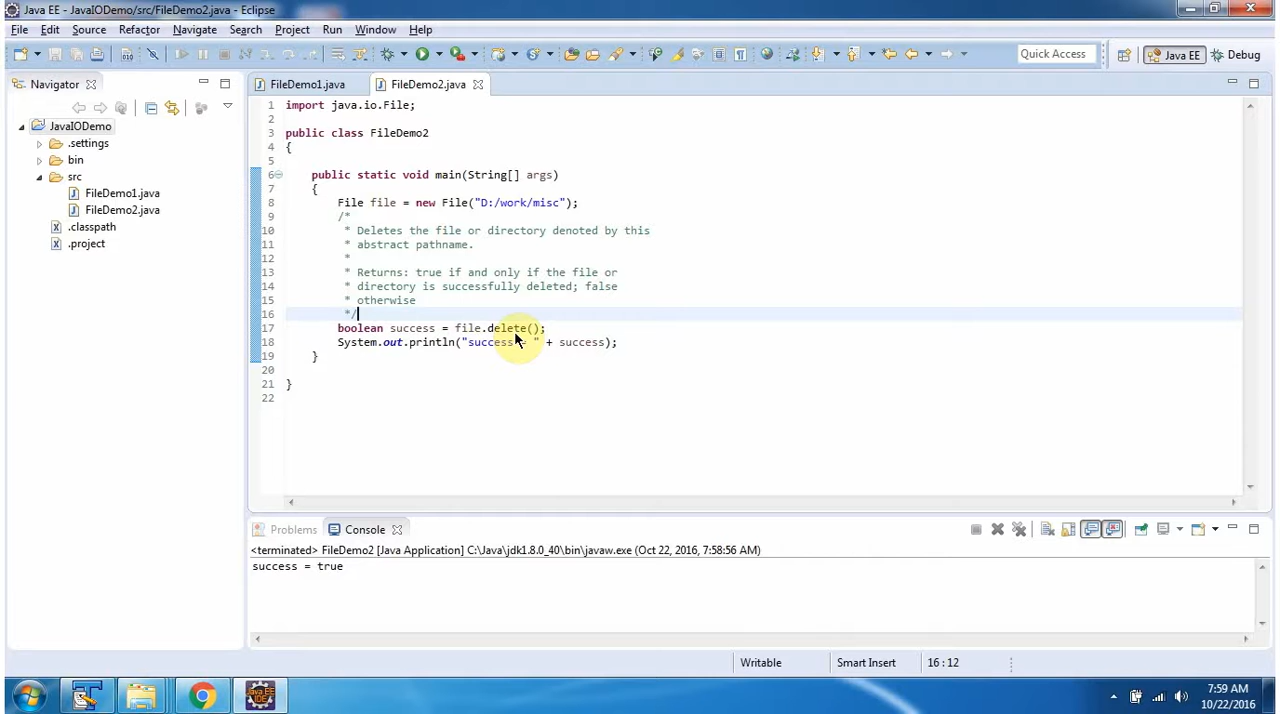 Java EE - JavaIODemo/src/FileDemo2.java - Eclipse
File Edit Source Refactor Navigate Search Project Run Window Help
Quick Access Java EE Debug
Navigator
FileDemo1.java FileDemo2.java
JavaIODemo
.settings
bin
src
FileDemo1.java
FileDemo2.java
.classpath
.project
1 import java.io.File;
2
3 public class FileDemo2
4 {
5
6 public static void main(String[] args)
7 {
8 File file = new File("D:/work/misc");
9 /*
10 * Deletes the file or directory denoted by this
11 * abstract pathname.
12 *
13 * Returns: true if and only if the file or
14 * directory is successfully deleted; false
15 * otherwise
16 */
17 boolean success = file.delete();
18 System.out.println("success = " + success);
19 }
20
21 }
22
Problems Console
<terminated> FileDemo2 [Java Application] C:\Java\jdk1.8.0_40\bin\javaw.exe (Oct 22, 2016, 7:58:56 AM)
success = true
Writable Smart Insert 16 : 12
Java EE
IDE
7:59 AM
10/22/2016